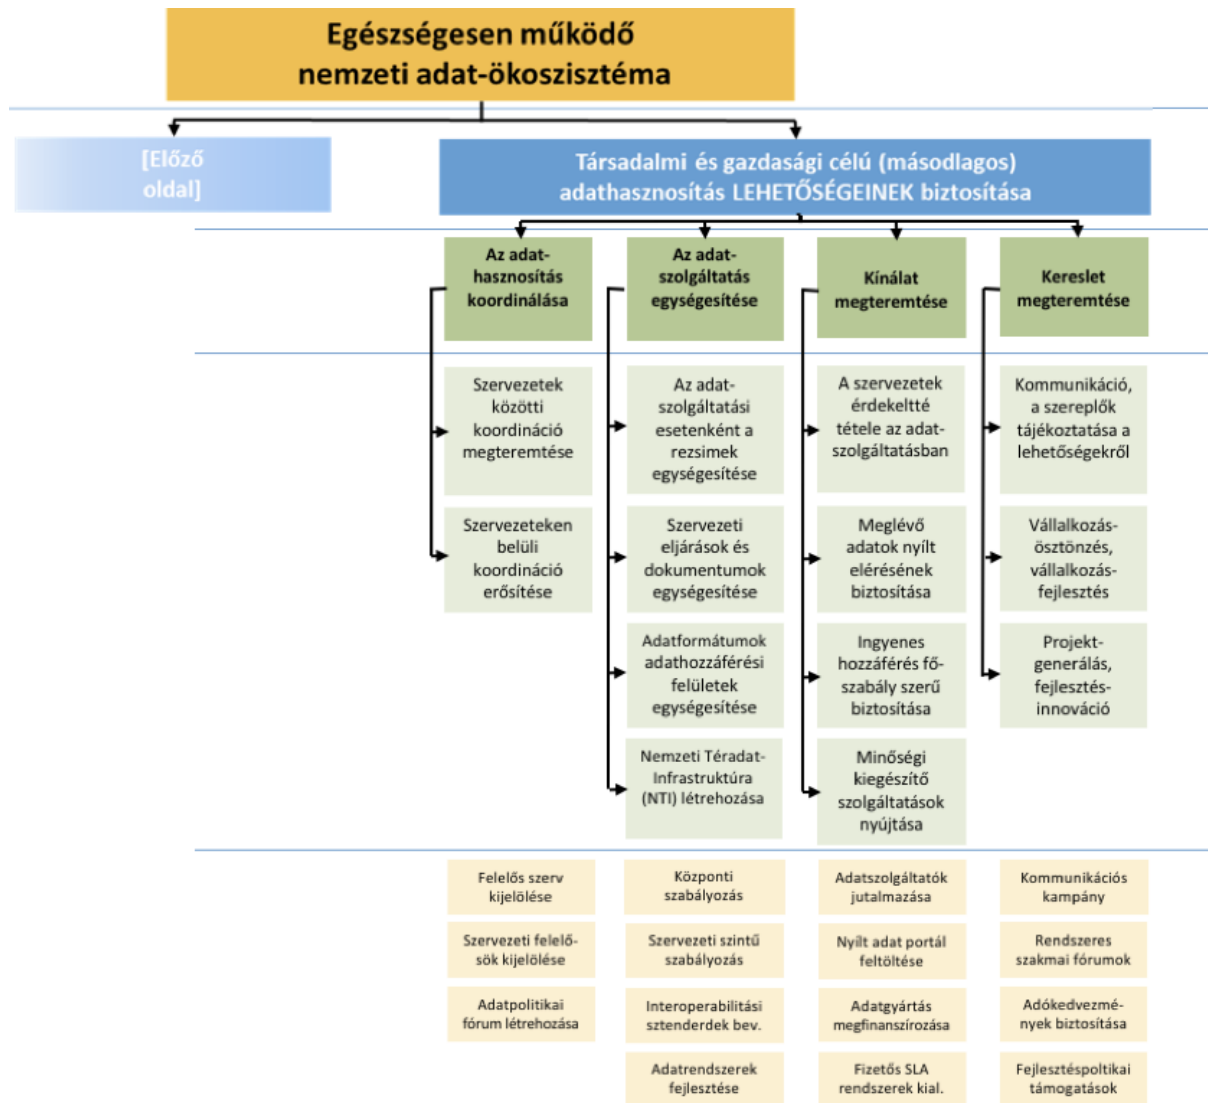 Egészségesen működő
nemzeti adat-ökoszisztéma
[Előző
oldal]
Társadalmi és gazdasági célú (másodlagos)
adathasznosítás LEHETŐSÉGEINEK biztosítása
Az adat-
hasznosítás
koordinálása
Az adat-
szolgáltatás
egységesítése
Kínálat
megteremtése
Kereslet
megteremtése
Szervezetek
közötti
koordináció
megteremtése
Szervezeteken
belüli
koordináció
erősítése
Az adat-
szolgáltatási
esetenként a
rezsimek
egységesítése
Szervezeti
eljárások és
dokumentumok
egységesítése
Adatformátumok
adathozzáférési
felületek
egységesítése
Nemzeti Téradat-
Infrastruktúra
(NTI) létrehozása
A szervezetek
érdekeltté
tétele az adat-
szolgáltatásban
Meglévő
adatok nyílt
elérésének
biztosítása
Ingyenes
hozzáférés fő-
szabály szerű
biztosítása
Minőségi
kiegészítő
szolgáltatások
nyújtása
Kommunikáció,
a szereplők
tájékoztatása a
lehetőségekről
Vállalkozás-
ösztönzés,
vállalkozás-
fejlesztés
Projekt-
generálás,
fejlesztés-
innováció
Felelős szerv
kijelölése
Szervezeti felelő-
sök kijelölése
Adatpolitikai
fórum létrehozása
Központi
szabályozás
Szervezeti szintű
szabályozás
Interoperabilitási
sztenderdek bev.
Adatrendszerek
fejlesztése
Adatszolgáltatók
jutalmazása
Nyílt adat portál
feltöltése
Adatgyártás
megfinanszírozása
Fizetős SLA
rendszerek kial.
Kommunikációs
kampány
Rendszeres
szakmai fórumok
Adókedvezmé-
nyek biztosítása
Fejlesztéspoltikai
támogatások